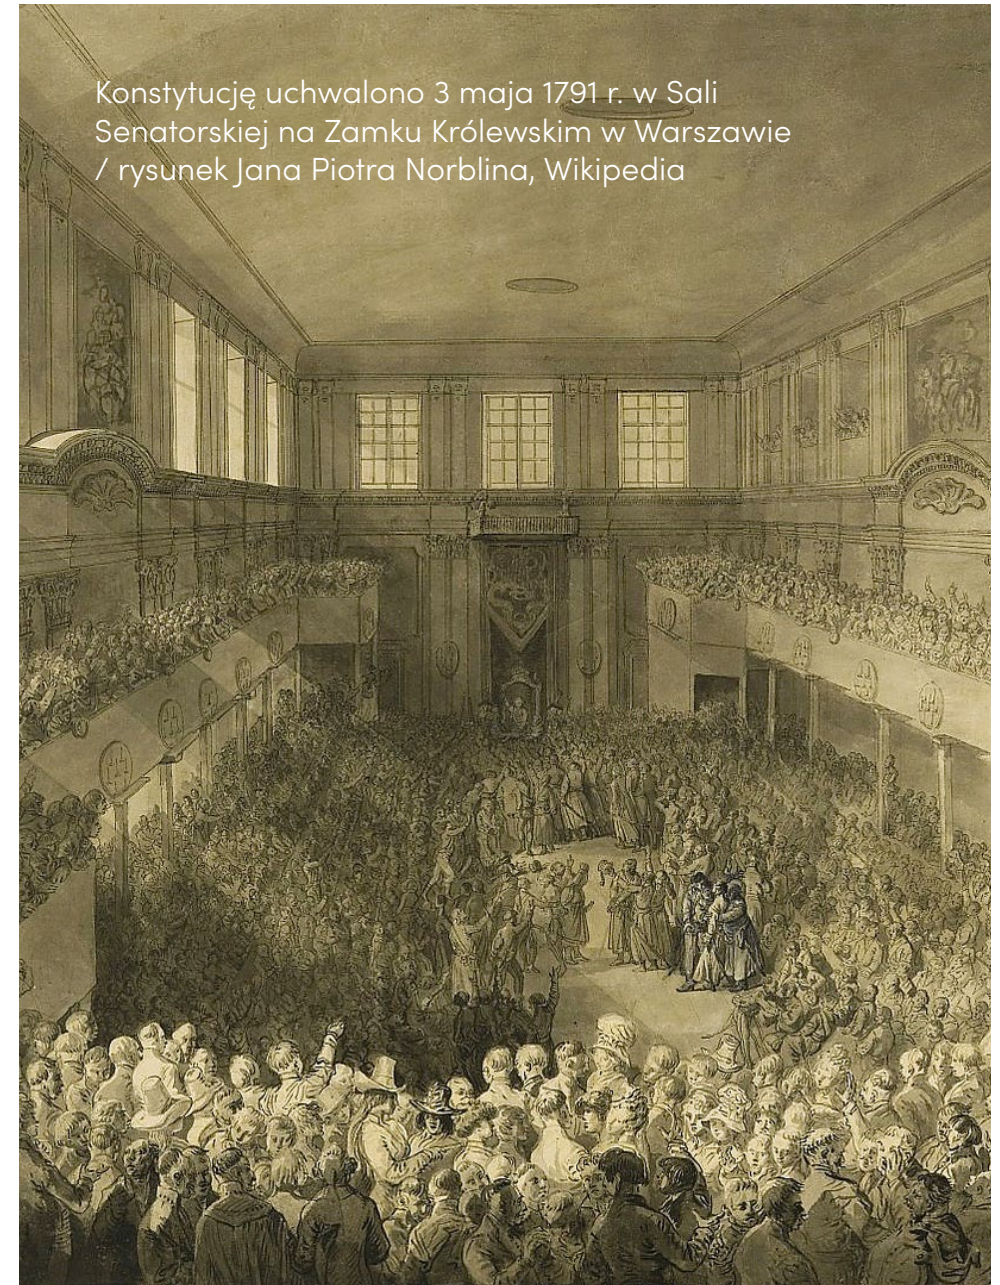 Konstytucję uchwalono 3 maja 1791 r. w Sali
Senatorskiej na Zamku Królewskim w Warszawie
/ rysunek Jana Piotra Norblina, Wikipedia